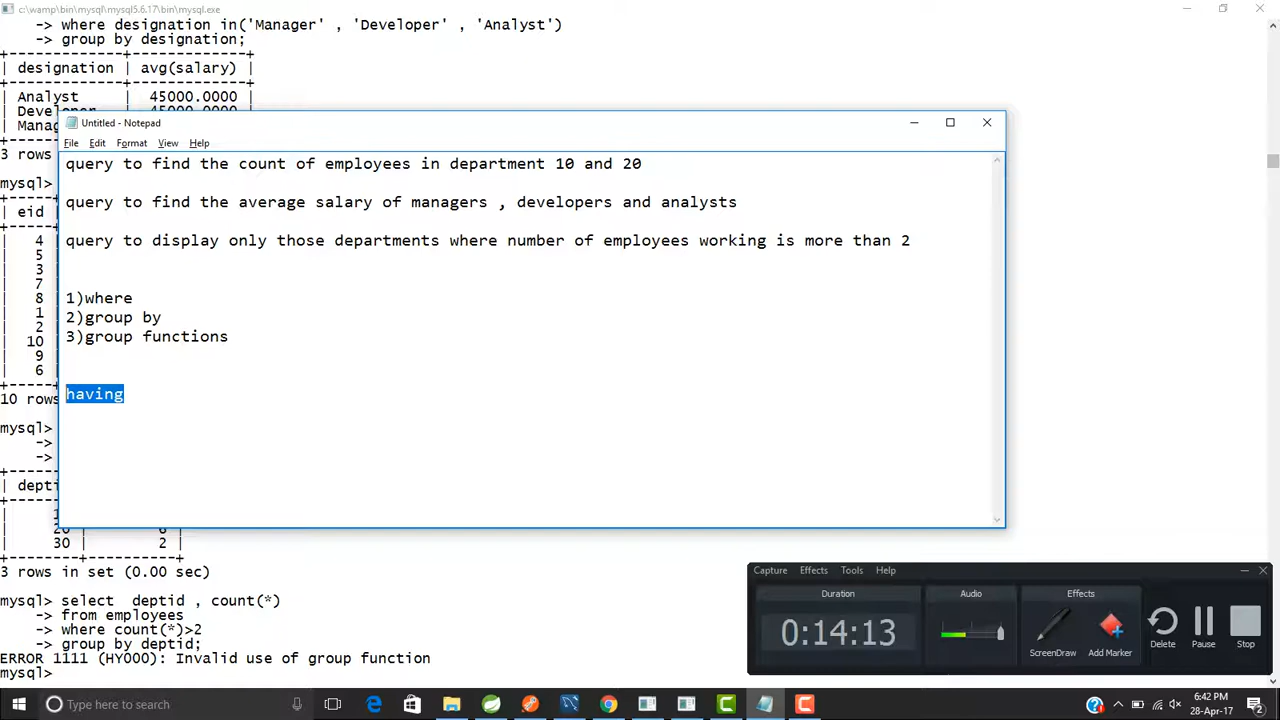 c:\wamp\bin\mysql\mysql5.6.17\bin\mysql.exe
-> where designation in('Manager' , 'Developer' , 'Analyst')
-> group by designation;
| designation | avg(salary) |
| Analyst | 45000.0000
3 rows
mysql>
| eid
| 4
| 5
| 3
| 7
| 8
| 1
| 2
| 10
| 9
| 6
10 rows
mysql>
->
->
Untitled - Notepad
File Edit Format View Help
query to find the count of employees in department 10 and 20
query to find the average salary of managers , developers and analysts
query to display only those departments where number of employees working is more than 2
1)where
2)group by
3)group functions
having
| 30 | 2 |
3 rows in set (0.00 sec)
mysql> select  deptid , count(*)
-> from employees
-> where count(*)>2
-> group by deptid;
ERROR 1111 (HY000): Invalid use of group function
mysql>
Capture Effects Tools Help
Duration Audio Effects
0:14:13
ScreenDraw Add Marker Delete Pause Stop
Type here to search
6:42 PM
28-Apr-17